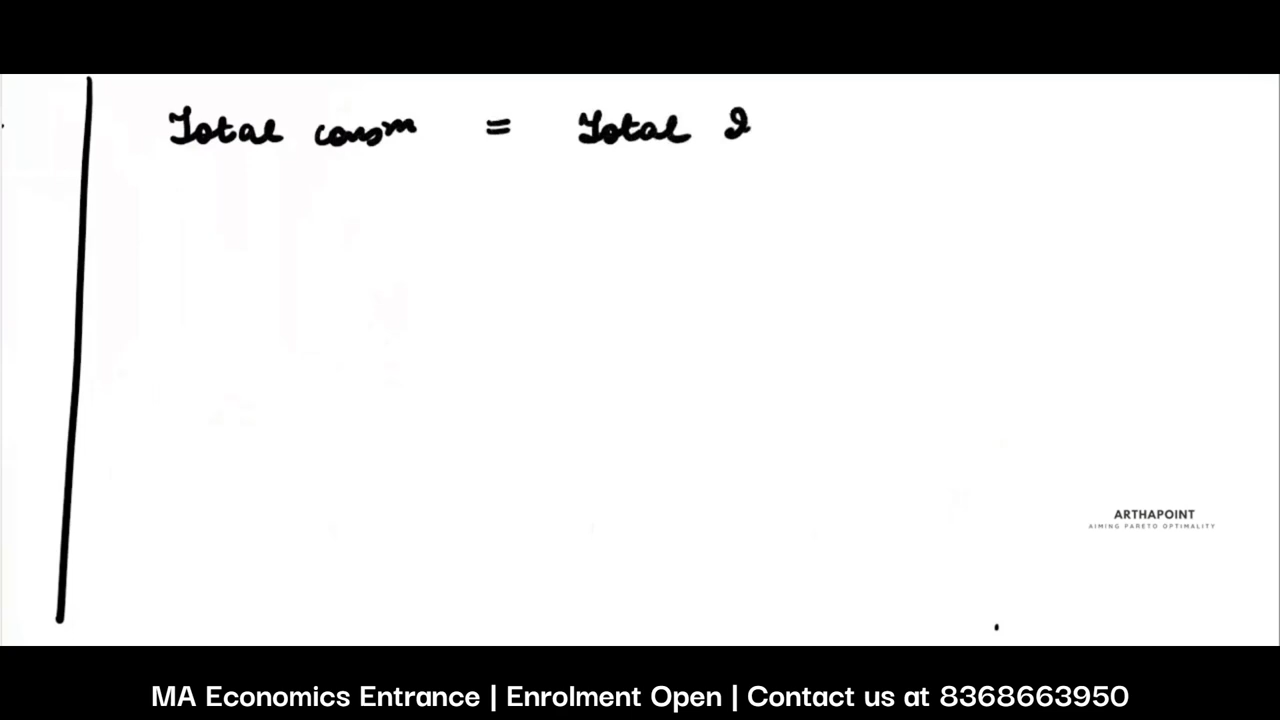 Total consm = Total I
ARTHAPOINT
AIMING PARETO OPTIMALITY
MA Economics Entrance | Enrolment Open | Contact us at 8368663950